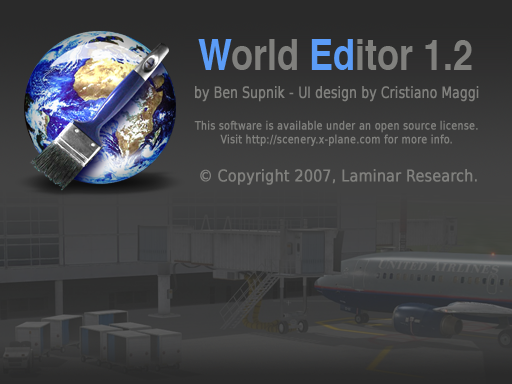 World Editor 1.2
by Ben Supnik - UI design by Cristiano Maggi
This software is available under an open source license.
Visit http://scenery.x-plane.com for more info.
© Copyright 2007, Laminar Research.
UNITED AIRLINES